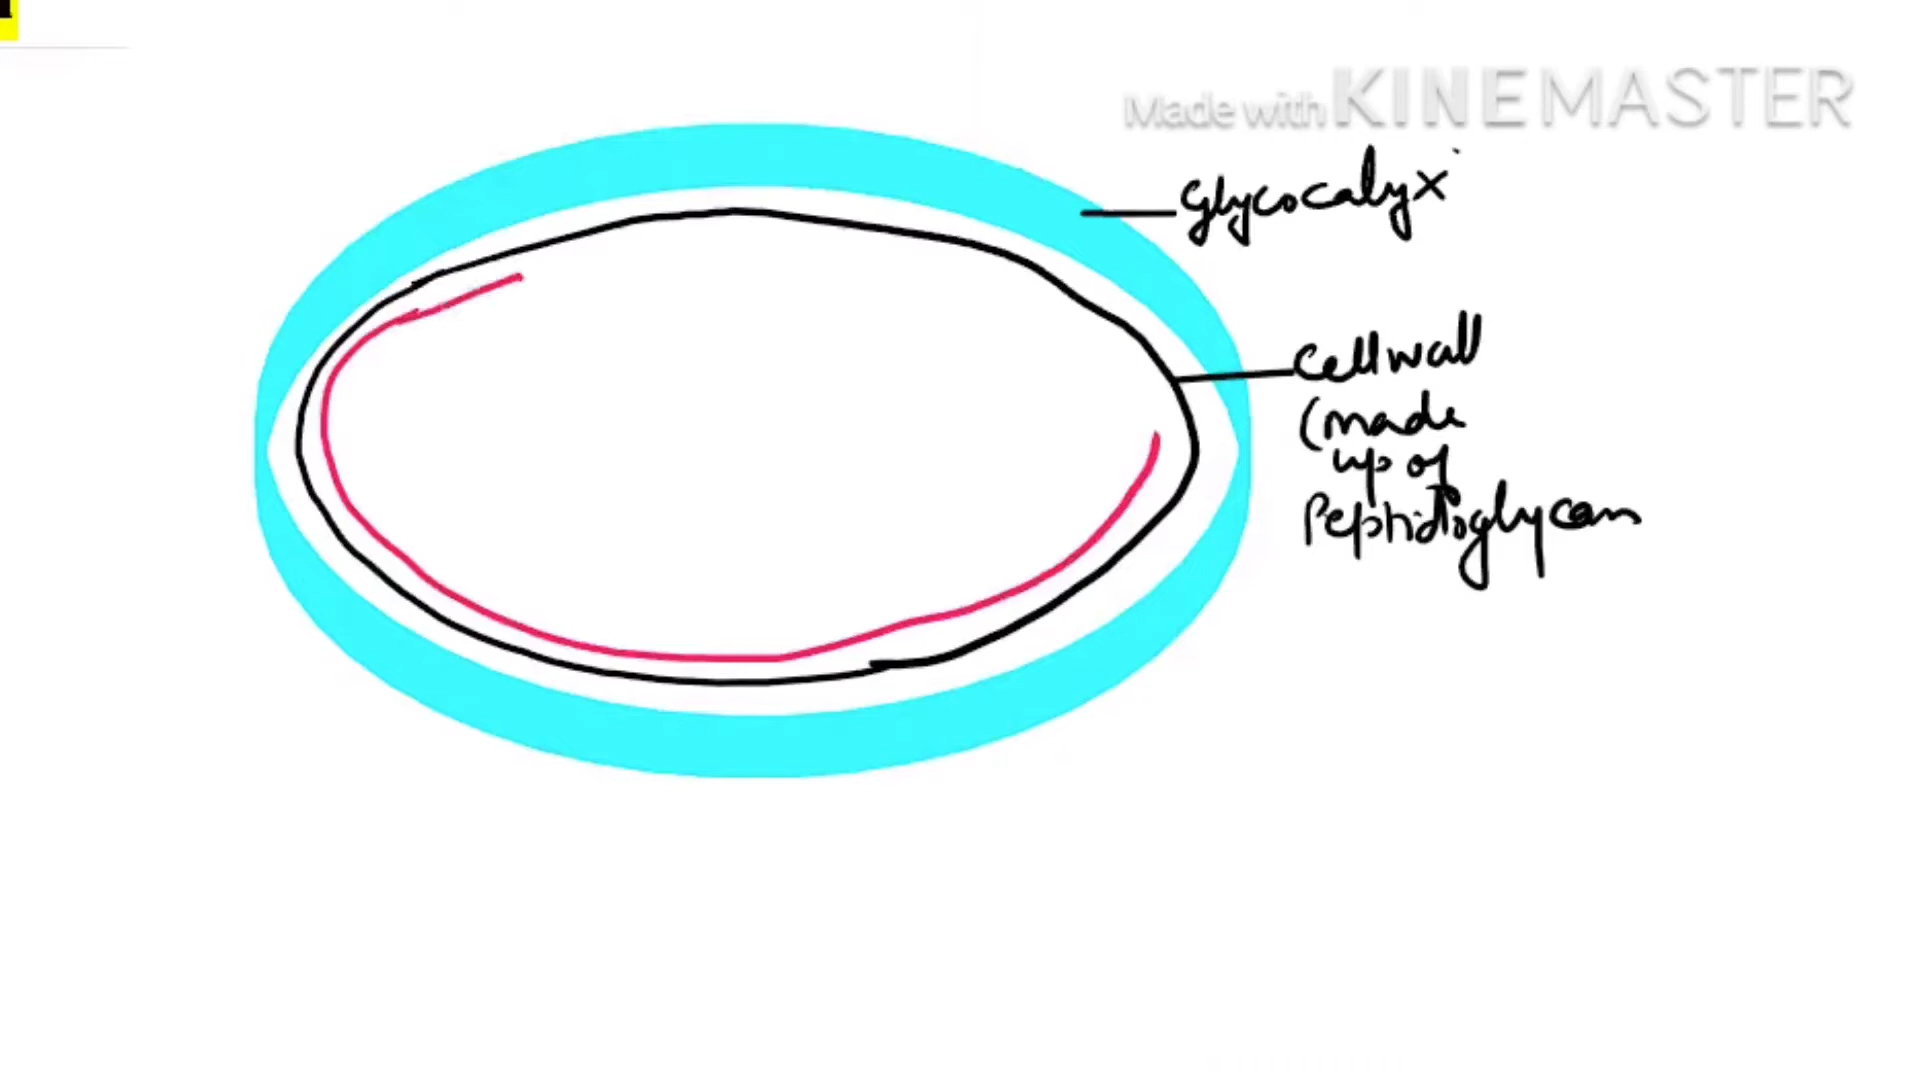 Made with KINEMASTER
Glycocalyx
Cellwall
(made
up of
Peptidoglycan